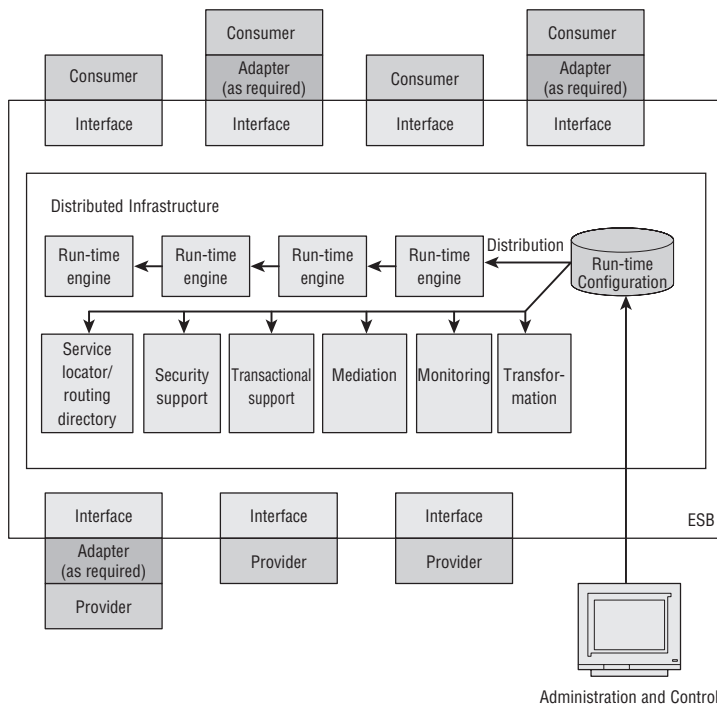 Consumer
Adapter
(as required)
Interface
Consumer
Interface
Consumer
Interface
Consumer
Adapter
(as required)
Interface
Distributed Infrastructure
Run-time
engine
Run-time
engine
Run-time
engine
Run-time
engine
Distribution
Run-time
Configuration
Service
locator/
routing
directory
Security
support
Transactional
support
Mediation
Monitoring
Transfor-
mation
Interface
Adapter
(as required)
Provider
Interface
Provider
Interface
Provider
ESB
Administration and Control